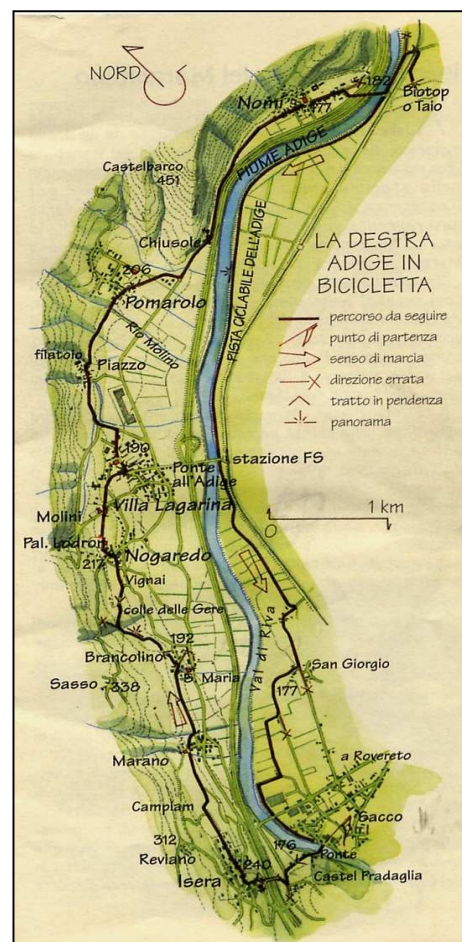 NORD
Nomi
177
182
Biotop
o Taio
FIUME ADIGE
Castelbarco
451
Chiusole
PISTA CICLABILE DELL'ADIGE
LA DESTRA
ADIGE IN
BICICLETTA
percorso da seguire
punto di partenza
senso di marcia
direzione errata
tratto in pendenza
panorama
206
Pomarolo
Rio Molino
filatoio
Piazzo
190
Ponte
all'Adige
stazione FS
Villa Lagarina
1 km
0
Molini
Pal. Lodron
217
Nogaredo
Vignai
colle delle Gere
Val di Riva
192
Brancolino
S. Maria
San Giorgio
177
Sasso
338
Marano
a Rovereto
Camplam
Sacco
312
Revlano
176
Ponte
240
Isera
Castel Pradaglia